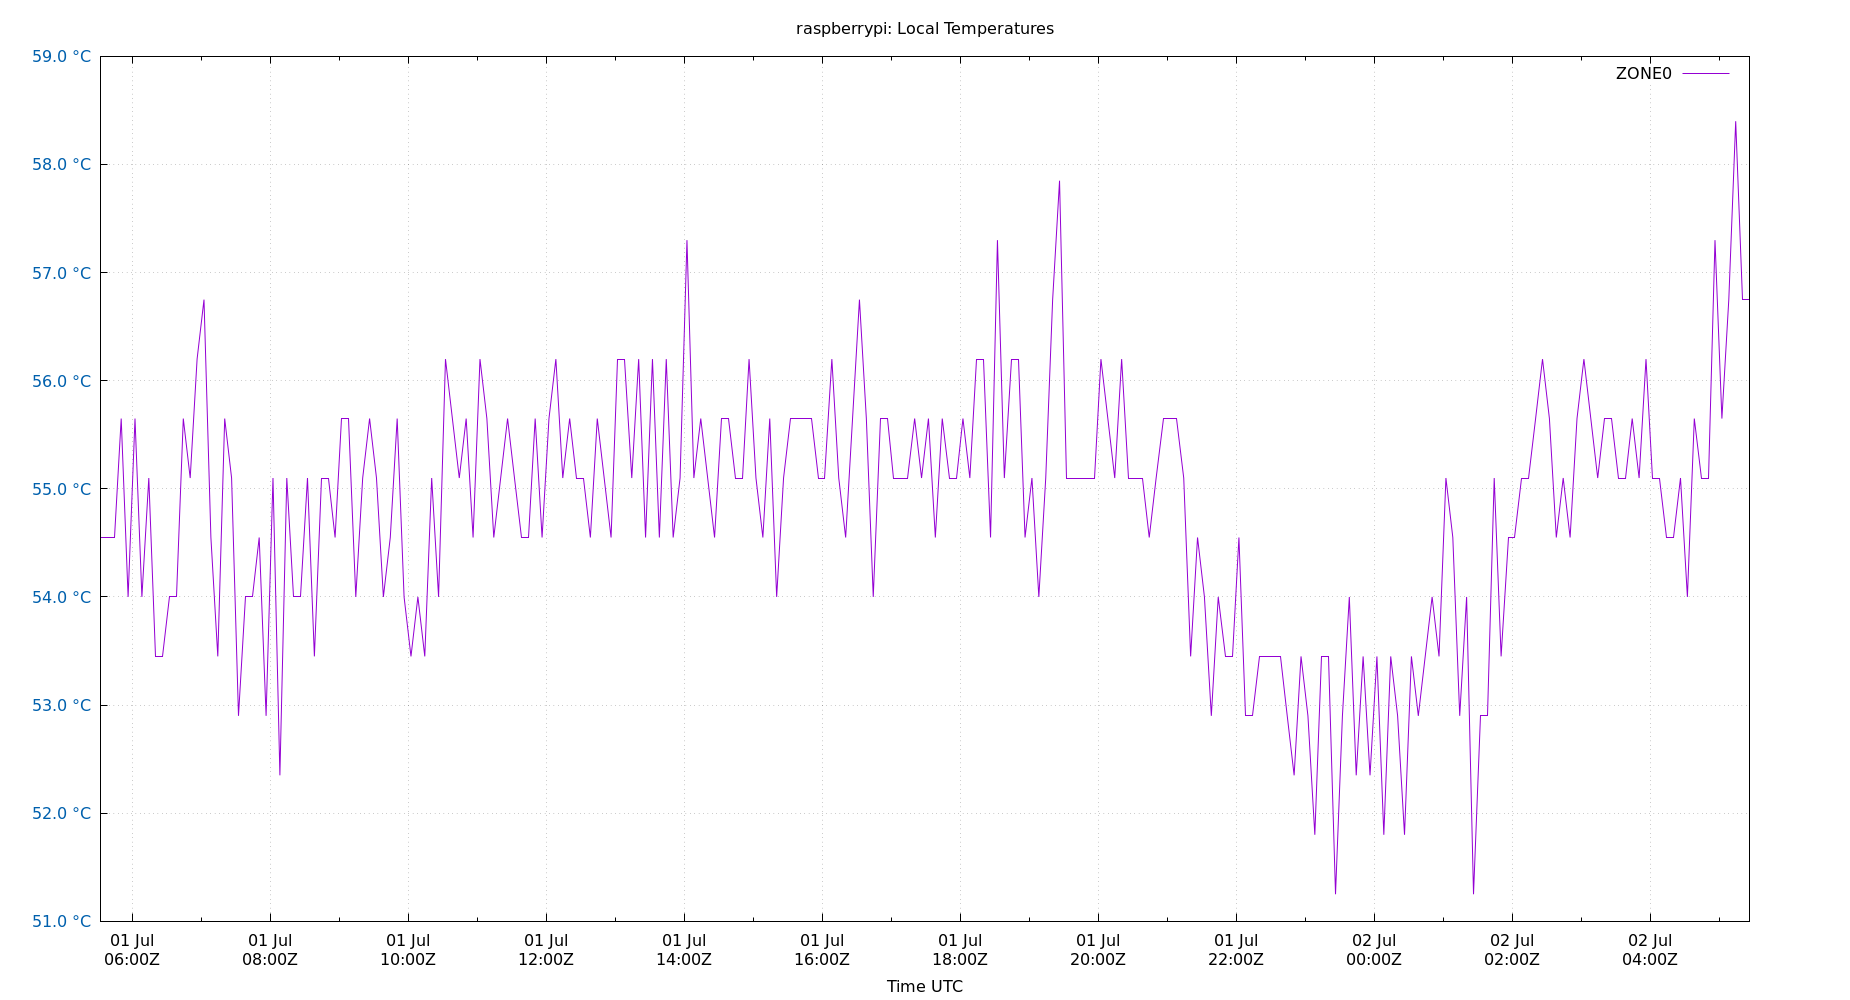 raspberrypi: Local Temperatures
59.0 °C
ZONE0
58.0 °C
57.0 °C
56.0 °C
55.0 °C
54.0 °C
53.0 °C
52.0 °C
51.0 °C
01 Jul 01 Jul 01 Jul 01 Jul 01 Jul 01 Jul 01 Jul 01 Jul 01 Jul 02 Jul 02 Jul 02 Jul
06:00Z 08:00Z 10:00Z 12:00Z 14:00Z 16:00Z 18:00Z 20:00Z 22:00Z 00:00Z 02:00Z 04:00Z
Time UTC